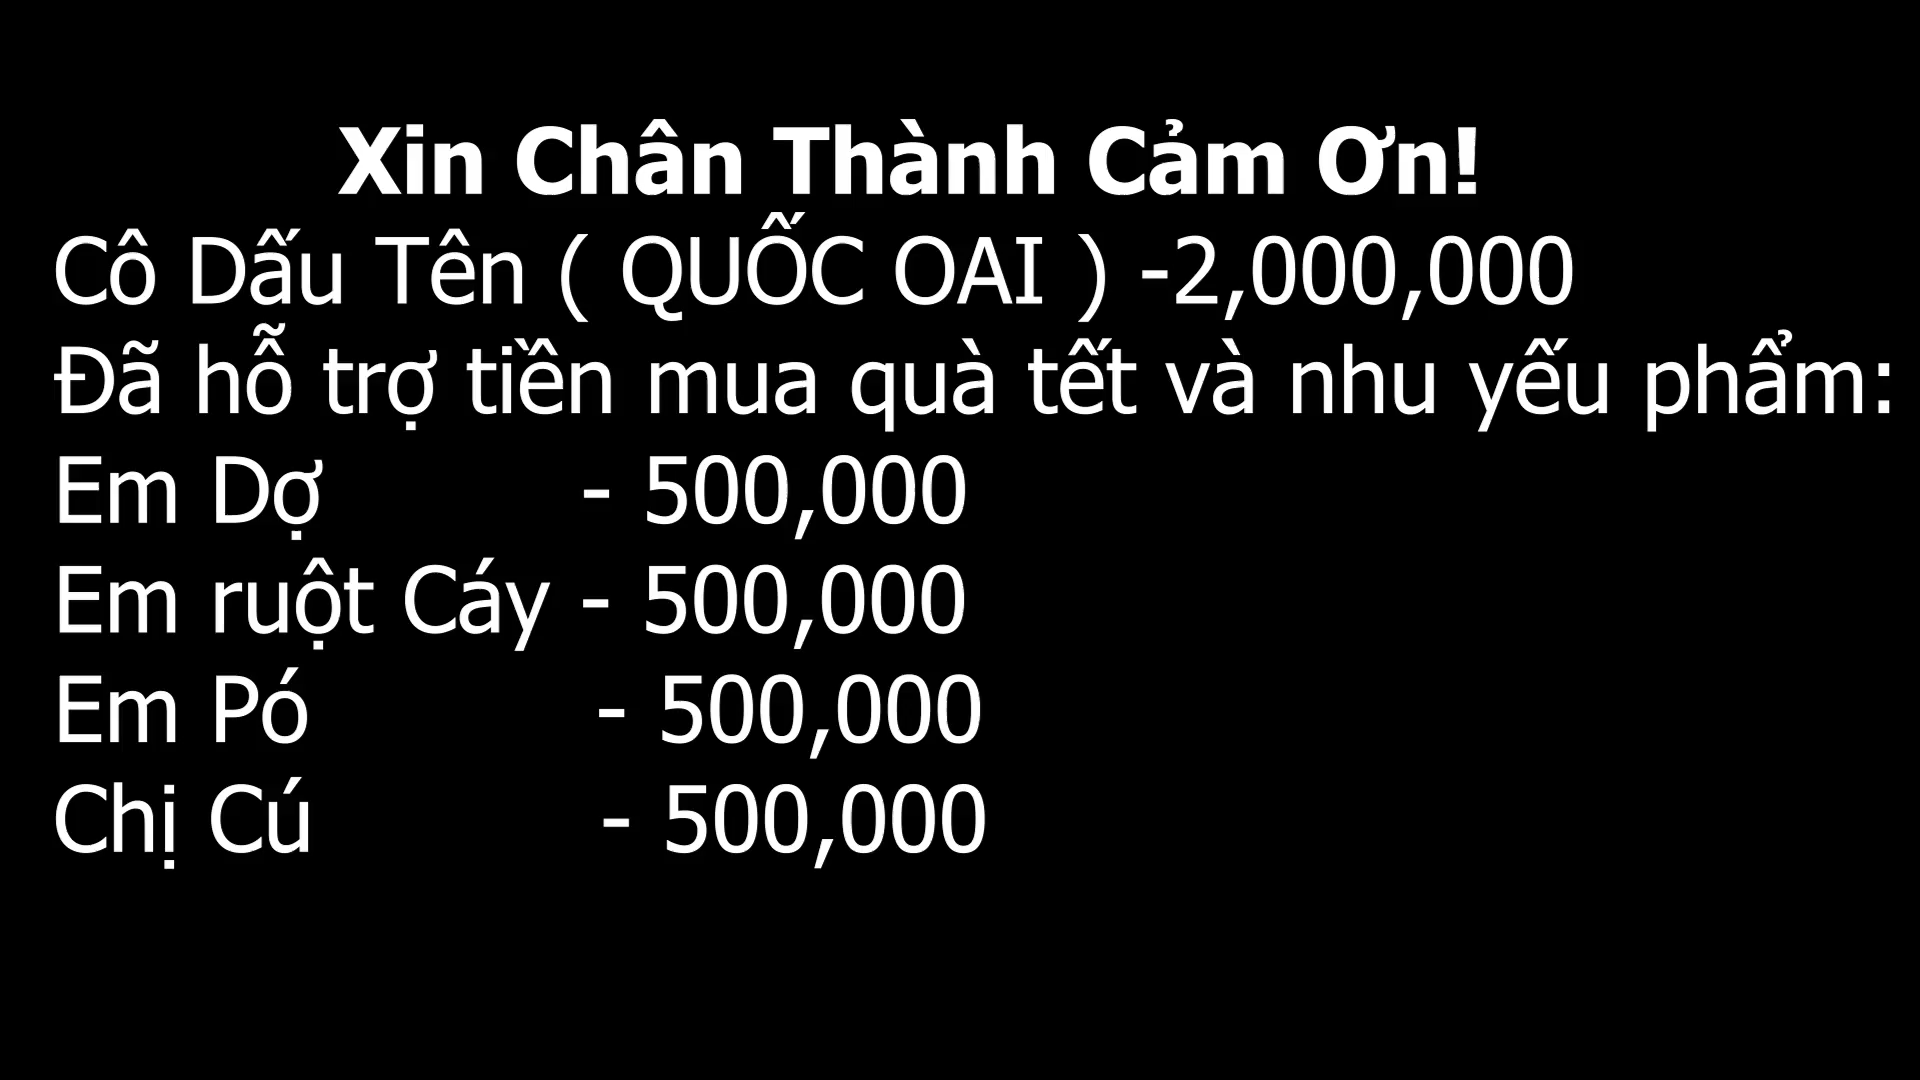 Xin Chân Thành Cảm Ơn!
Cô Dấu Tên ( QUỐC OAI ) -2,000,000
Đã hỗ trợ tiền mua quà tết và nhu yếu phẩm:
Em Dợ - 500,000
Em ruột Cáy - 500,000
Em Pó - 500,000
Chị Cú - 500,000